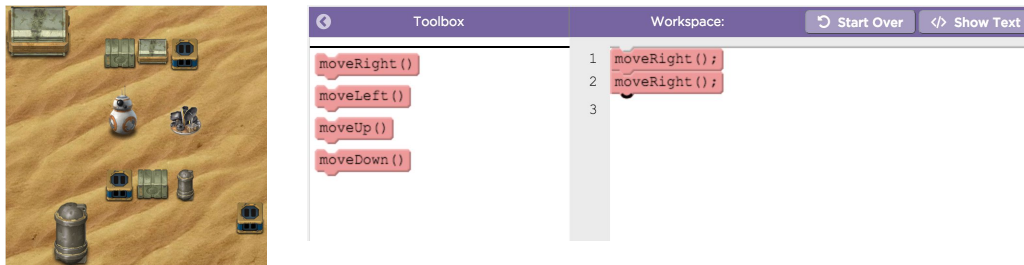 Toolbox
Workspace:
Start Over
</> Show Text
moveRight()
moveLeft()
moveUp()
moveDown()
1 moveRight();
2 moveRight();
3